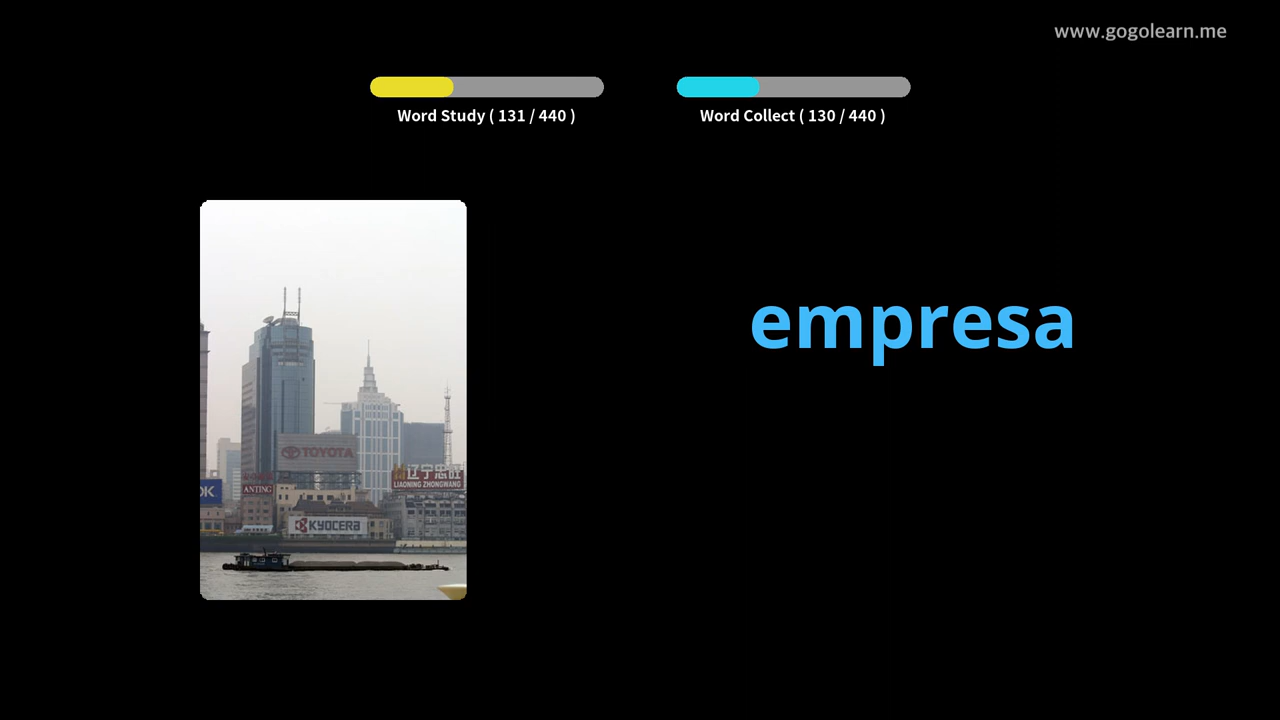 www.gogolearn.me
Word Study ( 131 / 440 )
Word Collect ( 130 / 440 )
empresa
TOYOTA
辽宁忠旺
LIAONING ZHONGWANG
OK
ANTING
KYOCERA